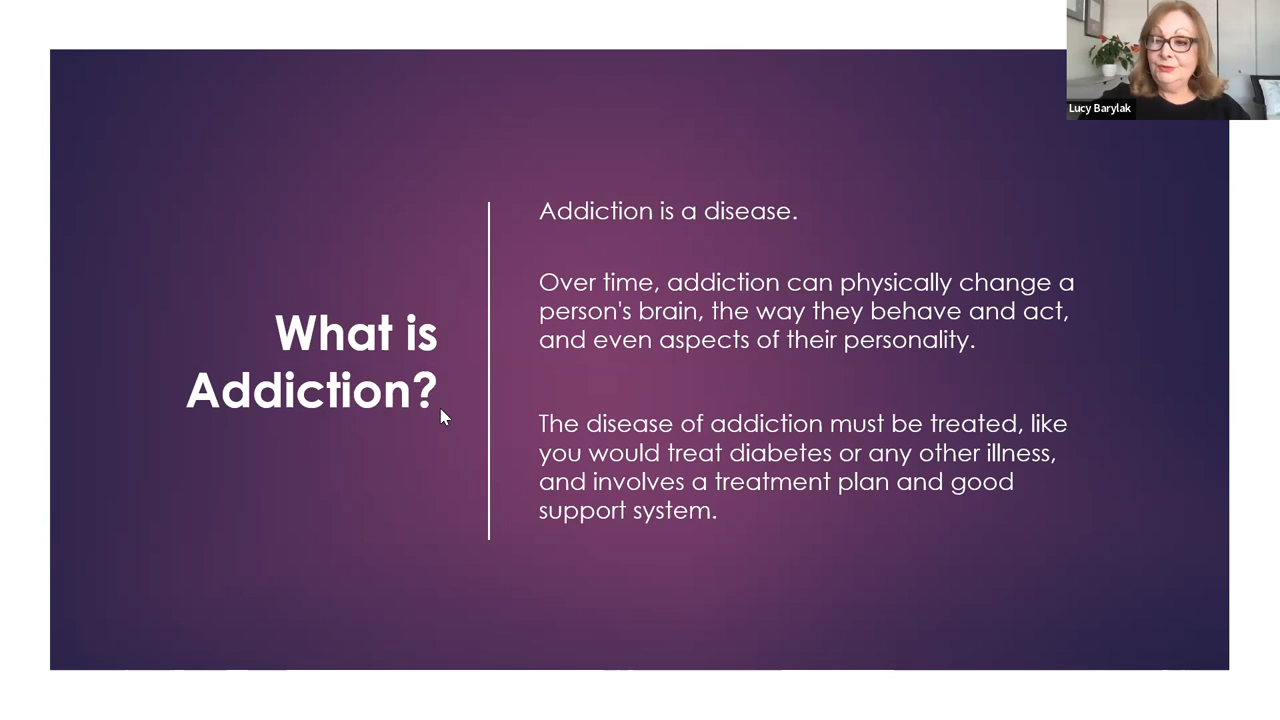 Lucy Barylak
What is
Addiction?
Addiction is a disease.
Over time, addiction can physically change a
person's brain, the way they behave and act,
and even aspects of their personality.
The disease of addiction must be treated, like
you would treat diabetes or any other illness,
and involves a treatment plan and good
support system.